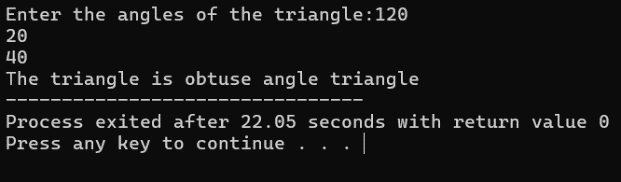 Enter the angles of the triangle:120
20
40
The triangle is obtuse angle triangle
--------------------------------
Process exited after 22.05 seconds with return value 0
Press any key to continue . . .